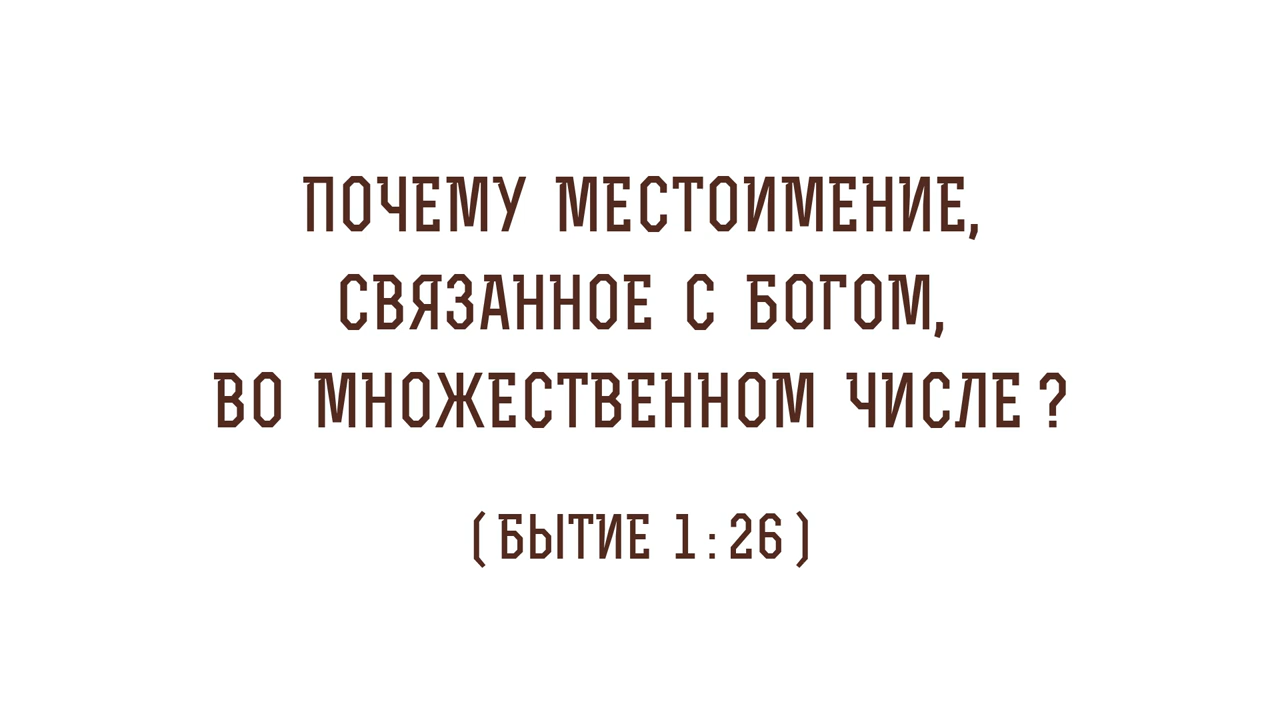 ПОЧЕМУ МЕСТОИМЕНИЕ,
СВЯЗАННОЕ С БОГОМ,
ВО МНОЖЕСТВЕННОМ ЧИСЛЕ?
(БЫТИЕ 1:26)